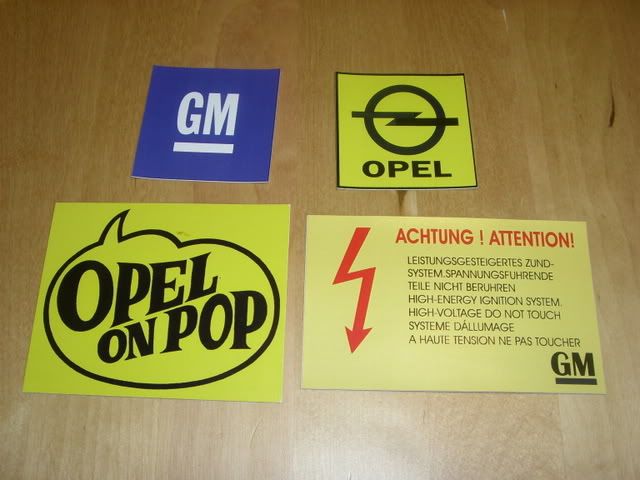 GM
OPEL
OPEL
ON POP
ACHTUNG ! ATTENTION!
LEISTUNGSGESTEIGERTES ZUND-
SYSTEM.SPANNUNGSFUHRENDE
TEILE NICHT BERUHREN
HIGH-ENERGY IGNITION SYSTEM.
HIGH-VOLTAGE DO NOT TOUCH
SYSTEME DÁLLUMAGE
A HAUTE TENSION NE PAS TOUCHER
GM